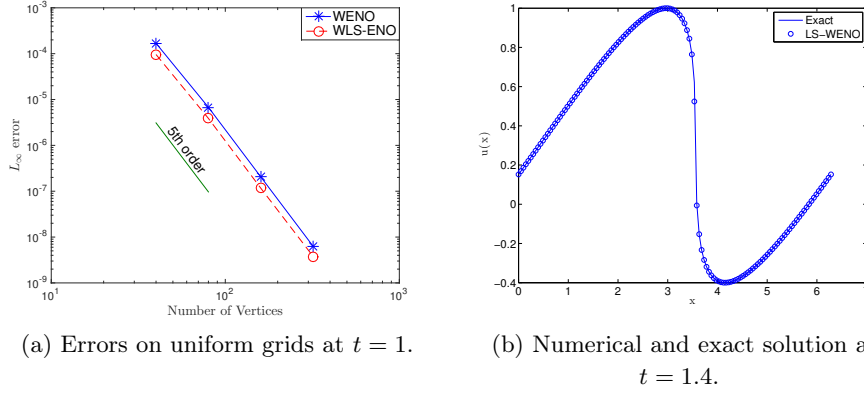 10^-3
10^-4
10^-5
10^-6
10^-7
10^-8
10^-9
L∞ error
10^1
10^2
10^3
Number of Vertices
WENO
WLS-ENO
5th order
(a) Errors on uniform grids at t = 1.
1
0.8
0.6
0.4
0.2
0
−0.2
−0.4
u(x)
0
1
2
3
4
5
6
x
Exact
LS−WENO
(b) Numerical and exact solution a
t = 1.4.